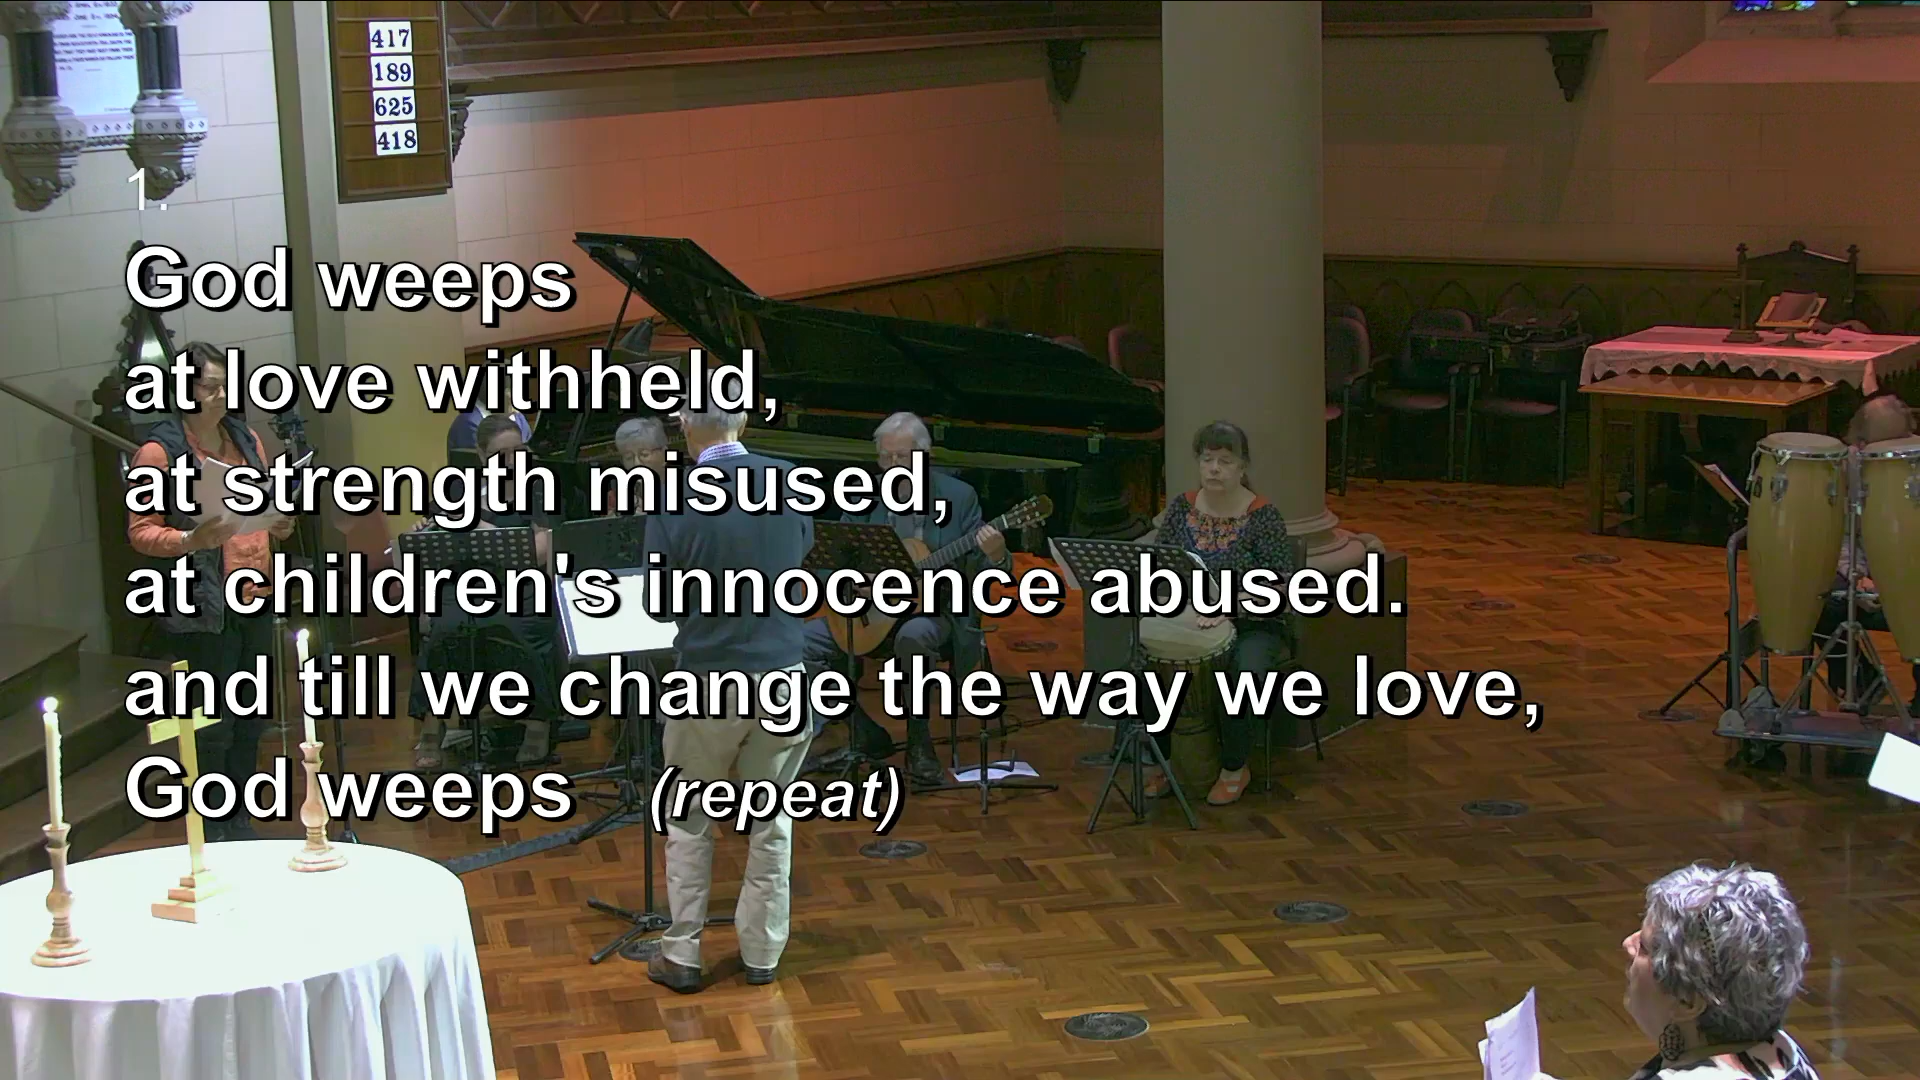 417
189
625
418
1.
God weeps
at love withheld,
at strength misused,
at children's innocence abused.
and till we change the way we love,
God weeps (repeat)